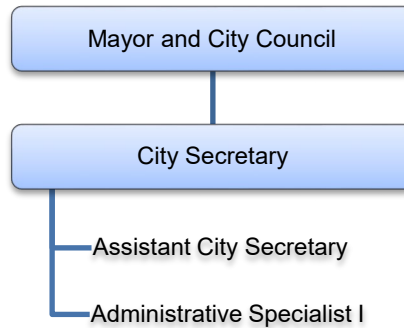 Mayor and City Council
City Secretary
Assistant City Secretary
Administrative Specialist I